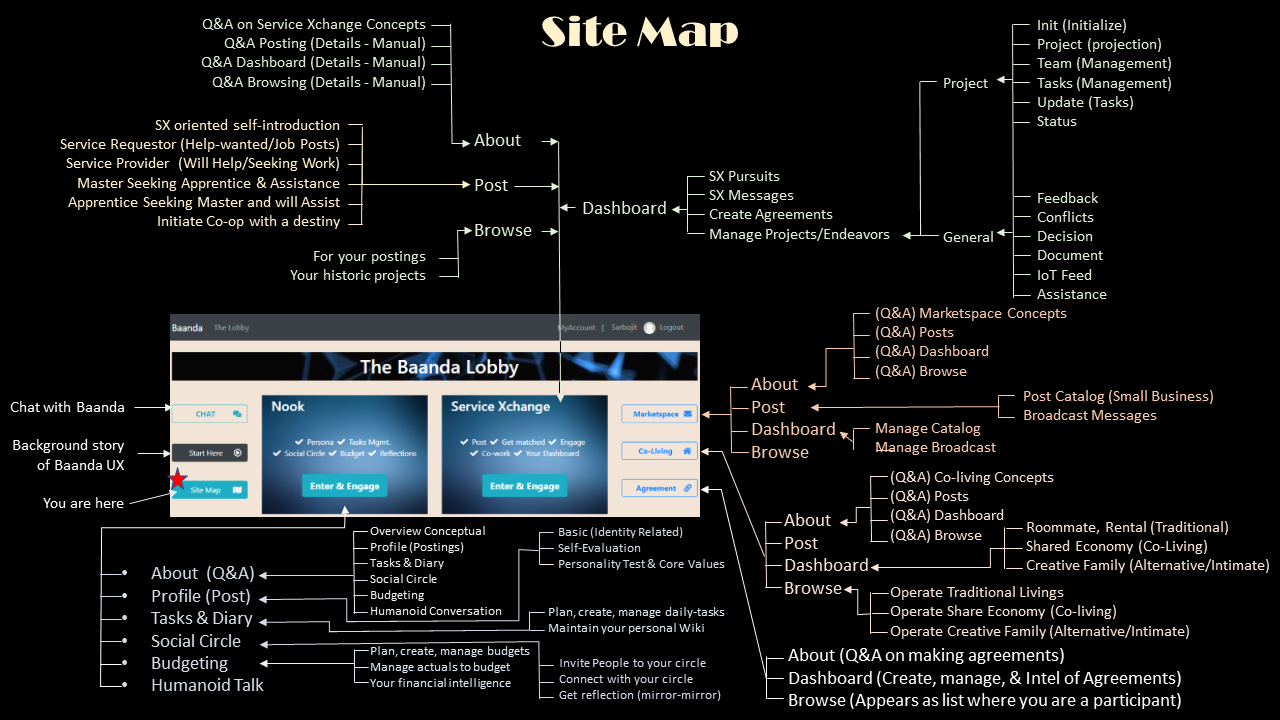 Site Map
Q&A on Service Xchange Concepts
Q&A Posting (Details - Manual)
Q&A Dashboard (Details - Manual)
Q&A Browsing (Details - Manual)
SX oriented self-introduction
Service Requestor (Help-wanted/Job Posts)
Service Provider (Will Help/Seeking Work)
Master Seeking Apprentice & Assistance
Apprentice Seeking Master and will Assist
Initiate Co-op with a destiny
For your postings
Your historic projects
About
Post
Browse
Dashboard
SX Pursuits
SX Messages
Create Agreements
Manage Projects/Endeavors
Project
General
Init (Initialize)
Project (projection)
Team (Management)
Tasks (Management)
Update (Tasks)
Status
Feedback
Conflicts
Decision
Document
IoT Feed
Assistance
Baanda The Lobby MyAccount | Sarbojit Logout
The Baanda Lobby
CHAT
Start Here
Site Map
Nook
Persona Tasks Mgmt.
Social Circle Budget Reflections
Enter & Engage
Service Xchange
Post Get matched Engage
Co-work Your Dashboard
Enter & Engage
Marketspace
Co-Living
Agreement
Chat with Baanda
Background story
of Baanda UX
You are here
About
Post
Dashboard
Browse
(Q&A) Marketspace Concepts
(Q&A) Posts
(Q&A) Dashboard
(Q&A) Browse
Post Catalog (Small Business)
Broadcast Messages
Manage Catalog
Manage Broadcast
About
Post
Dashboard
Browse
(Q&A) Co-living Concepts
(Q&A) Posts
(Q&A) Dashboard
(Q&A) Browse
Roommate, Rental (Traditional)
Shared Economy (Co-Living)
Creative Family (Alternative/Intimate)
Operate Traditional Livings
Operate Share Economy (Co-living)
Operate Creative Family (Alternative/Intimate)
About (Q&A on making agreements)
Dashboard (Create, manage, & Intel of Agreements)
Browse (Appears as list where you are a participant)
• About (Q&A)
• Profile (Post)
• Tasks & Diary
• Social Circle
• Budgeting
• Humanoid Talk
Overview Conceptual
Profile (Postings)
Tasks & Diary
Social Circle
Budgeting
Humanoid Conversation
Basic (Identity Related)
Self-Evaluation
Personality Test & Core Values
Plan, create, manage daily-tasks
Maintain your personal Wiki
Plan, create, manage budgets
Manage actuals to budget
Your financial intelligence
Invite People to your circle
Connect with your circle
Get reflection (mirror-mirror)